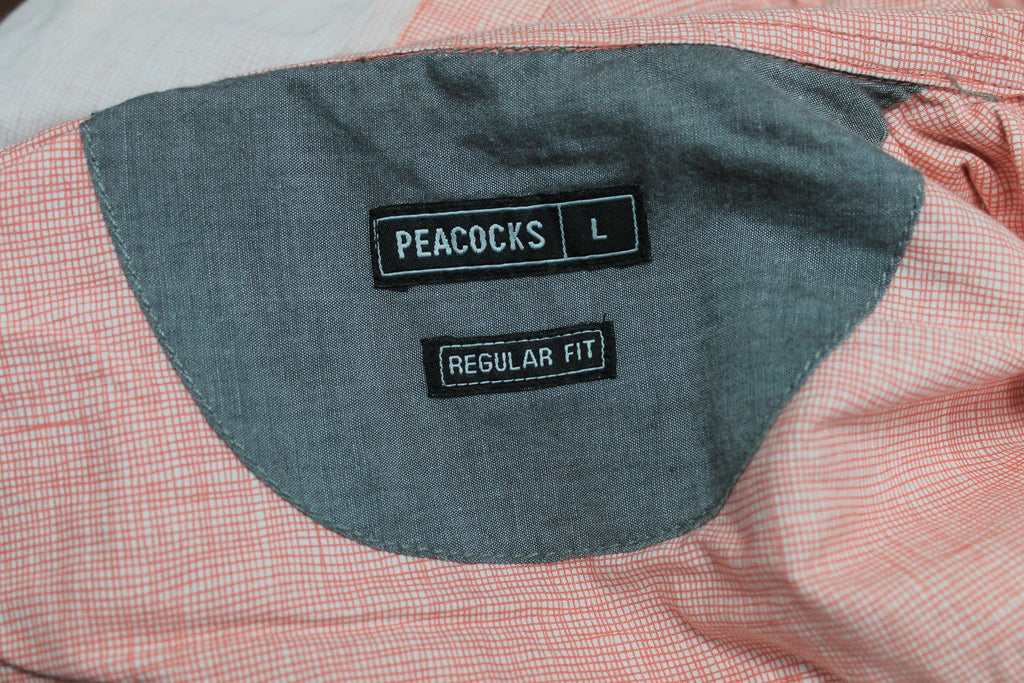 PEACOCKS L
REGULAR FIT